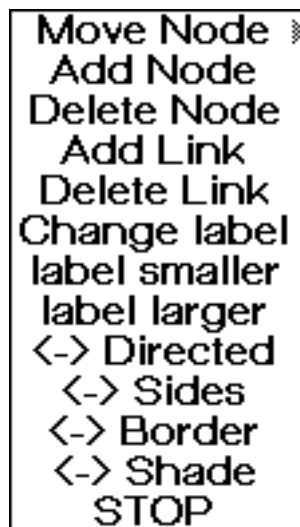 Move Node
Add Node
Delete Node
Add Link
Delete Link
Change label
label smaller
label larger
<-> Directed
<-> Sides
<-> Border
<-> Shade
STOP